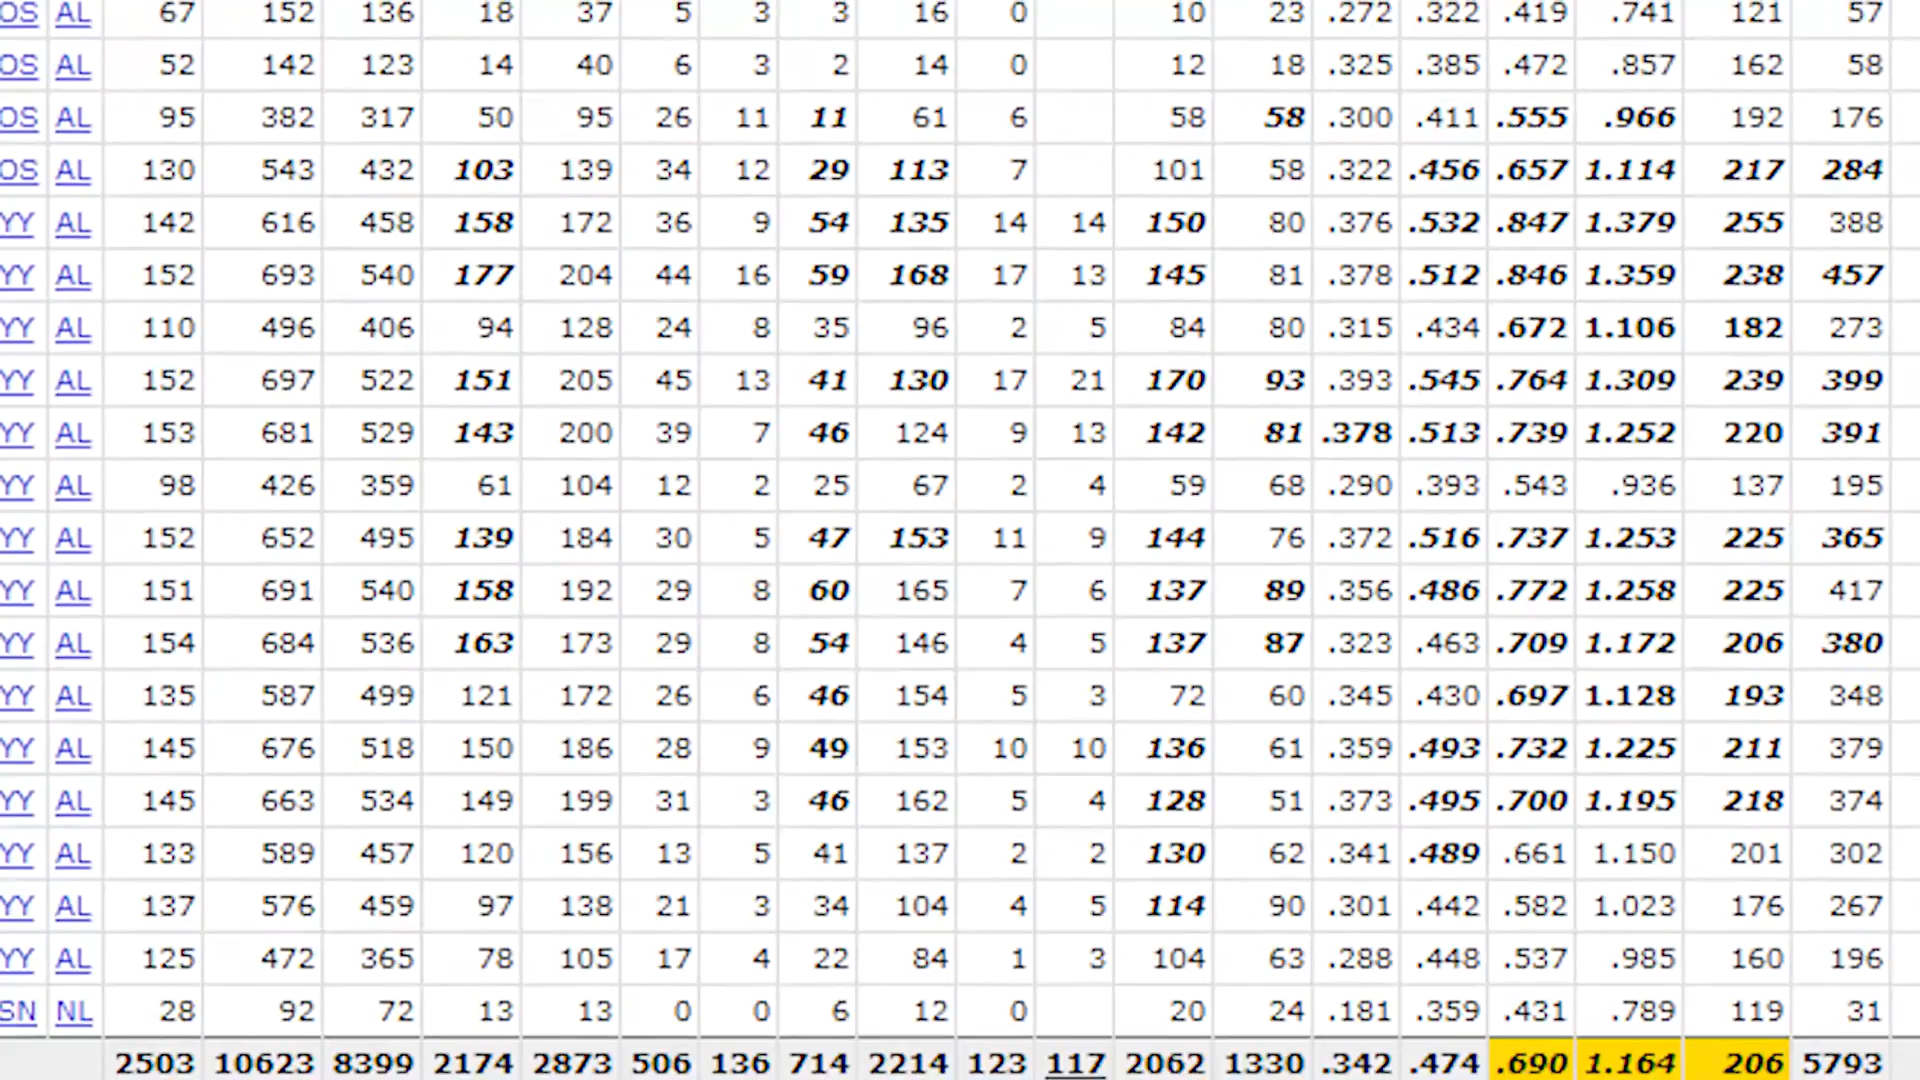 OS AL 67 152 136 18 37 5 3 3 16 0 10 23 .272 .322 .419 .741 121 57
OS AL 52 142 123 14 40 6 3 2 14 0 12 18 .325 .385 .472 .857 162 58
OS AL 95 382 317 50 95 26 11 11 61 6 58 58 .300 .411 .555 .966 192 176
OS AL 130 543 432 103 139 34 12 29 113 7 101 58 .322 .456 .657 1.114 217 284
YY AL 142 616 458 158 172 36 9 54 135 14 14 150 80 .376 .532 .847 1.379 255 388
YY AL 152 693 540 177 204 44 16 59 168 17 13 145 81 .378 .512 .846 1.359 238 457
YY AL 110 496 406 94 128 24 8 35 96 2 5 84 80 .315 .434 .672 1.106 182 273
YY AL 152 697 522 151 205 45 13 41 130 17 21 170 93 .393 .545 .764 1.309 239 399
YY AL 153 681 529 143 200 39 7 46 124 9 13 142 81 .378 .513 .739 1.252 220 391
YY AL 98 426 359 61 104 12 2 25 67 2 4 59 68 .290 .393 .543 .936 137 195
YY AL 152 652 495 139 184 30 5 47 153 11 9 144 76 .372 .516 .737 1.253 225 365
YY AL 151 691 540 158 192 29 8 60 165 7 6 137 89 .356 .486 .772 1.258 225 417
YY AL 154 684 536 163 173 29 8 54 146 4 5 137 87 .323 .463 .709 1.172 206 380
YY AL 135 587 499 121 172 26 6 46 154 5 3 72 60 .345 .430 .697 1.128 193 348
YY AL 145 676 518 150 186 28 9 49 153 10 10 136 61 .359 .493 .732 1.225 211 379
YY AL 145 663 534 149 199 31 3 46 162 5 4 128 51 .373 .495 .700 1.195 218 374
YY AL 133 589 457 120 156 13 5 41 137 2 2 130 62 .341 .489 .661 1.150 201 302
YY AL 137 576 459 97 138 21 3 34 104 4 5 114 90 .301 .442 .582 1.023 176 267
YY AL 125 472 365 78 105 17 4 22 84 1 3 104 63 .288 .448 .537 .985 160 196
SN NL 28 92 72 13 13 0 0 6 12 0 20 24 .181 .359 .431 .789 119 31
2503 10623 8399 2174 2873 506 136 714 2214 123 117 2062 1330 .342 .474 .690 1.164 206 5793